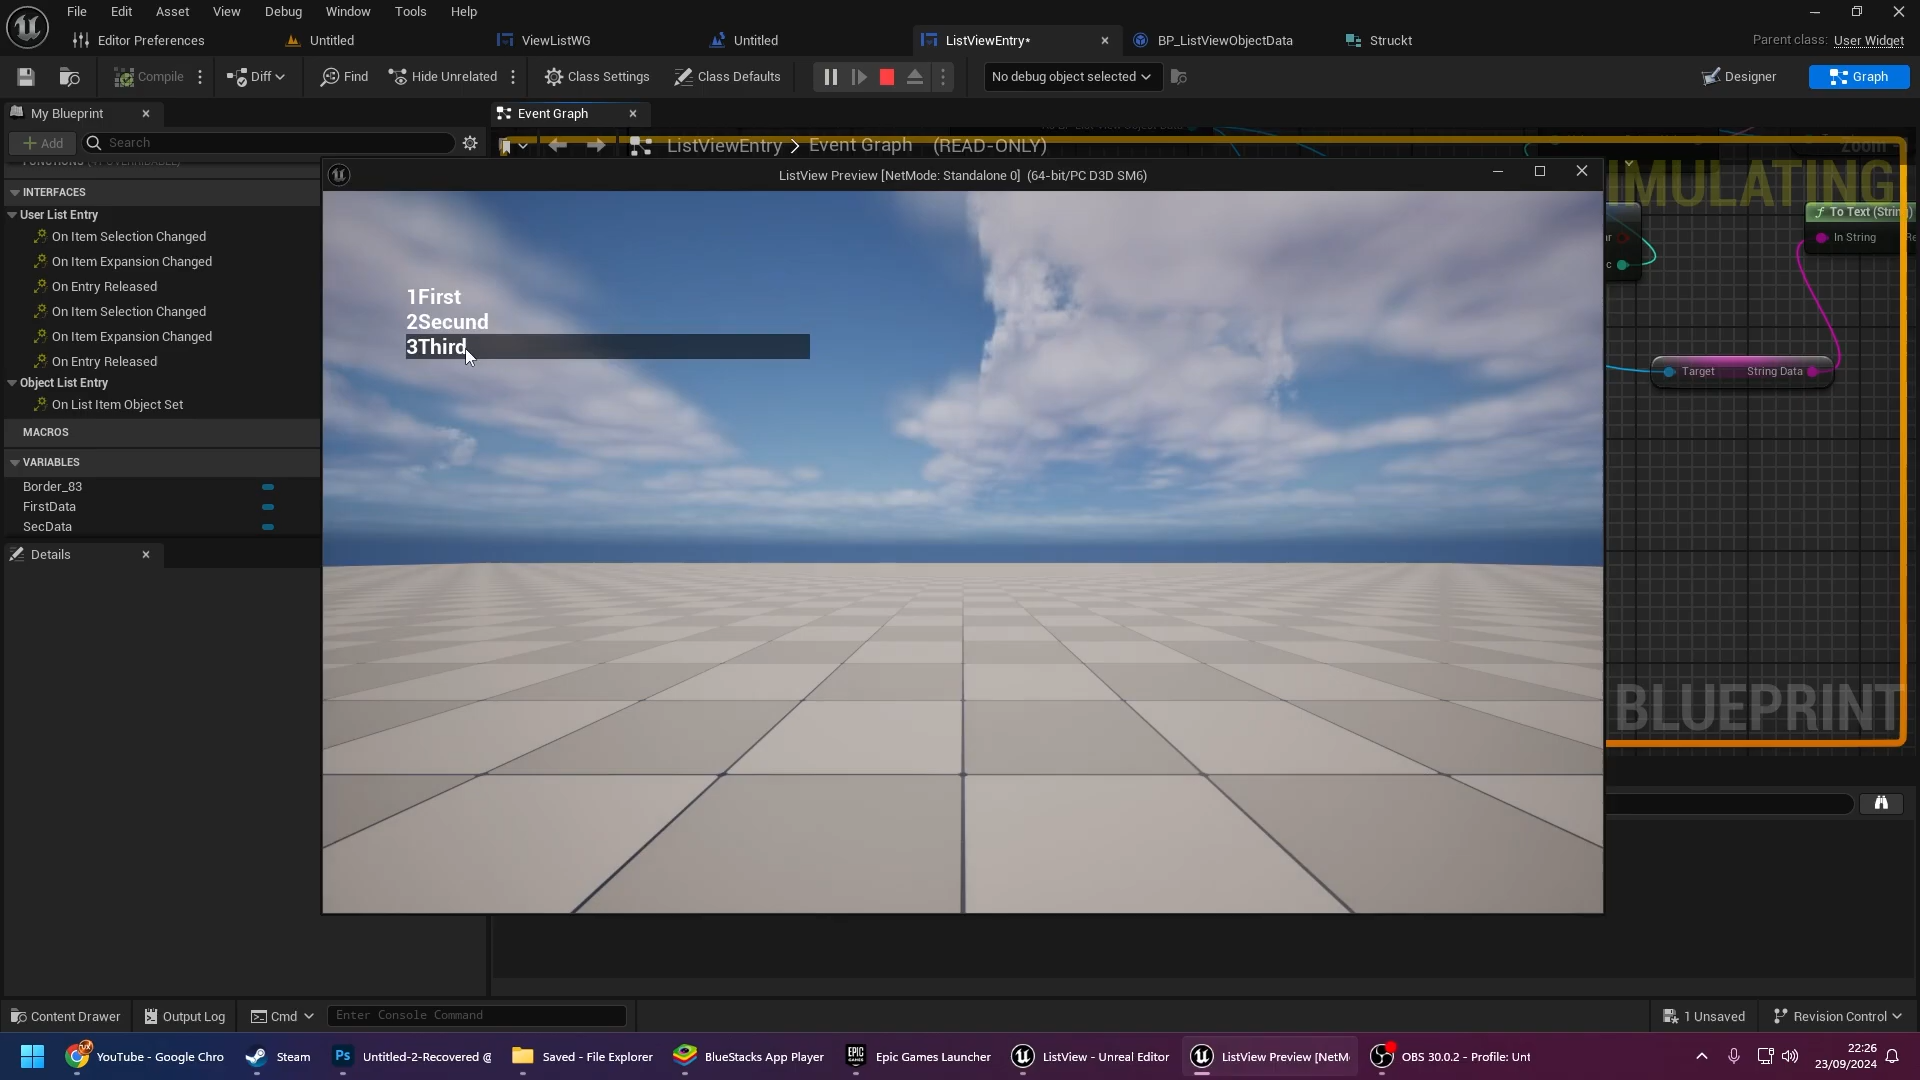 File Edit Asset View Debug Window Tools Help
Editor Preferences Untitled ViewListWG Untitled ListViewEntry* BP_ListViewObjectData Struckt Parent class: User Widget
Compile Diff Find Hide Unrelated Class Settings Class Defaults No debug object selected Designer Graph
My Blueprint Event Graph
Add Search ListViewEntry > Event Graph (READ-ONLY) Zoom
ListView Preview [NetMode: Standalone 0] (64-bit/PC D3D SM6)
IMULATING
INTERFACES
User List Entry
On Item Selection Changed
On Item Expansion Changed
On Entry Released
On Item Selection Changed
On Item Expansion Changed
On Entry Released
Object List Entry
On List Item Object Set
MACROS
VARIABLES
Border_83
FirstData
SecData
Details
1First
2Secund
3Third
To Text (String)
In String Re
Target String Data
BLUEPRINT
Content Drawer Output Log Cmd Enter Console Command 1 Unsaved Revision Control
YouTube - Google Chro Steam Untitled-2-Recovered @ Saved - File Explorer BlueStacks App Player Epic Games Launcher ListView - Unreal Editor ListView Preview [NetM OBS 30.0.2 - Profile: Unt
22:26
23/09/2024